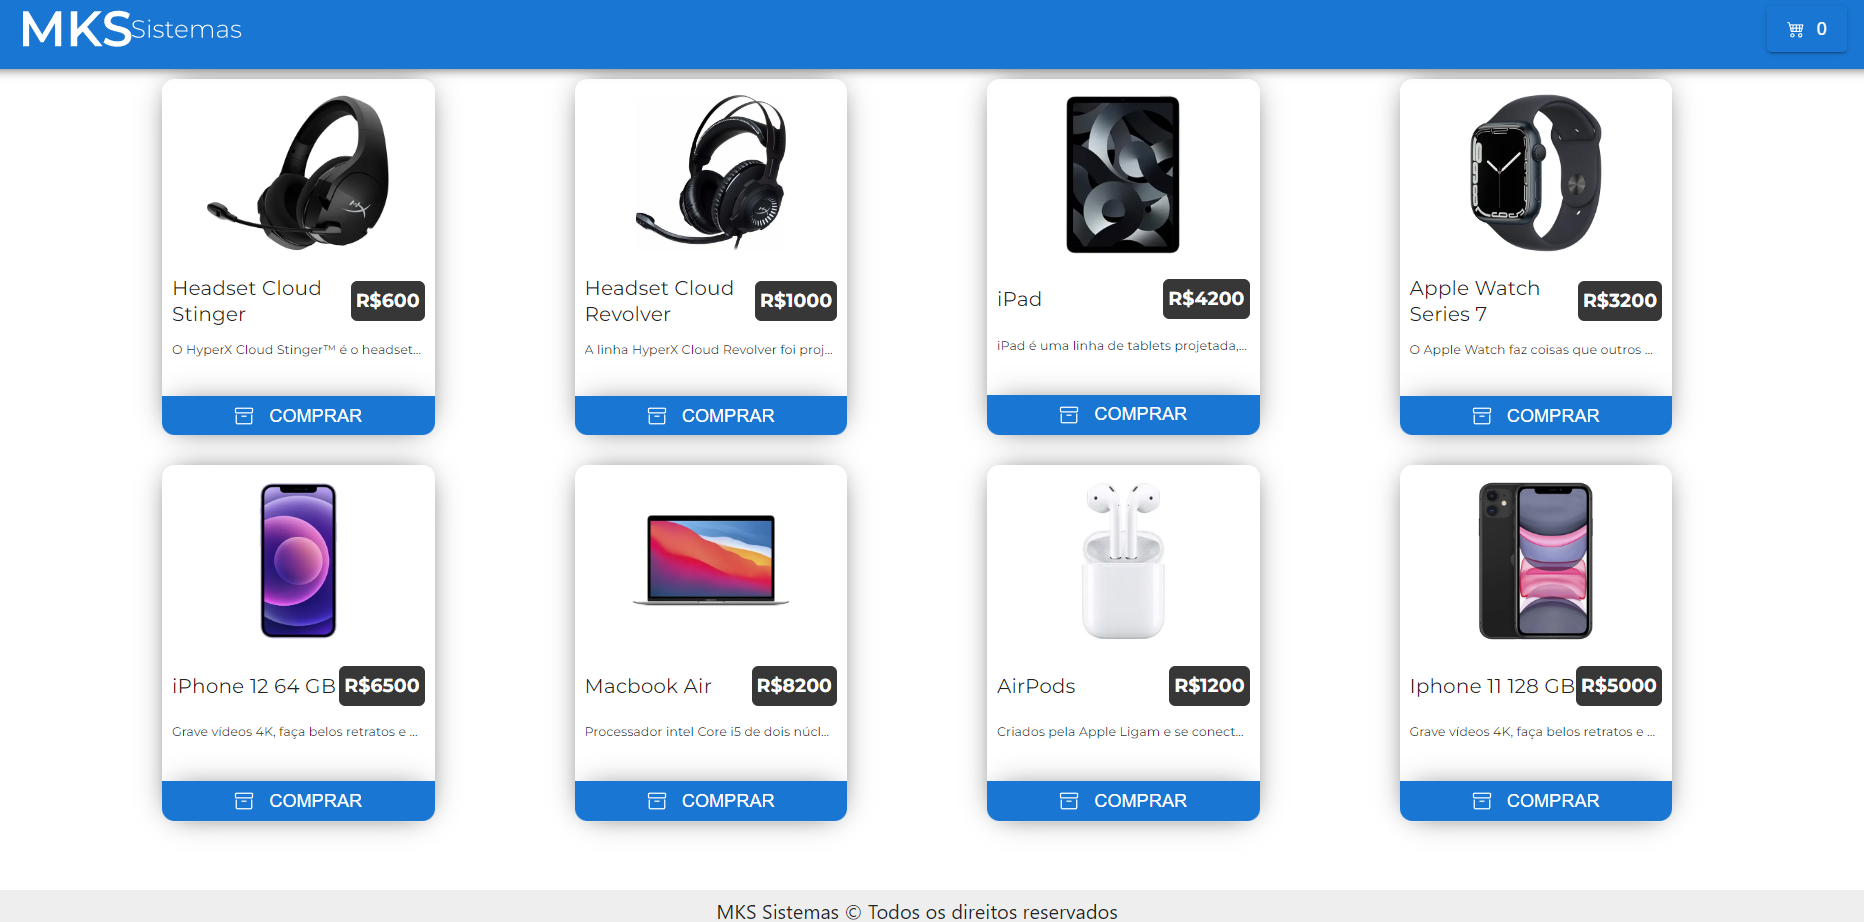 MKS Sistemas
0
Headset Cloud
Stinger
R$600
O HyperX Cloud Stinger™ é o headset...
COMPRAR
Headset Cloud
Revolver
R$1000
A linha HyperX Cloud Revolver foi proj...
COMPRAR
iPad
R$4200
iPad é uma linha de tablets projetada,...
COMPRAR
Apple Watch
Series 7
R$3200
O Apple Watch faz coisas que outros ...
COMPRAR
iPhone 12 64 GB
R$6500
Grave vídeos 4K, faça belos retratos e ...
COMPRAR
Macbook Air
R$8200
Processador intel Core i5 de dois núcl...
COMPRAR
AirPods
R$1200
Criados pela Apple Ligam e se conect...
COMPRAR
Iphone 11 128 GB
R$5000
Grave vídeos 4K, faça belos retratos e ...
COMPRAR
MKS Sistemas © Todos os direitos reservados